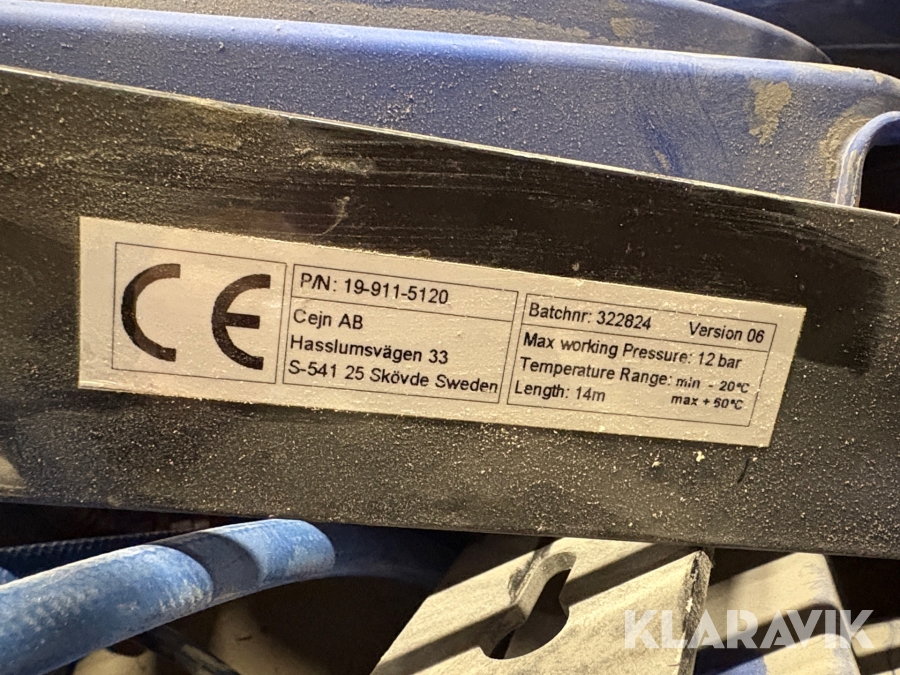 CE
P/N: 19-911-5120
Cejn AB
Hasslumsvägen 33
S-541 25 Skövde Sweden
Batchnr: 322824 Version 06
Max working Pressure: 12 bar
Temperature Range: min - 20°C
max + 60°C
Length: 14m
KLARAVIK